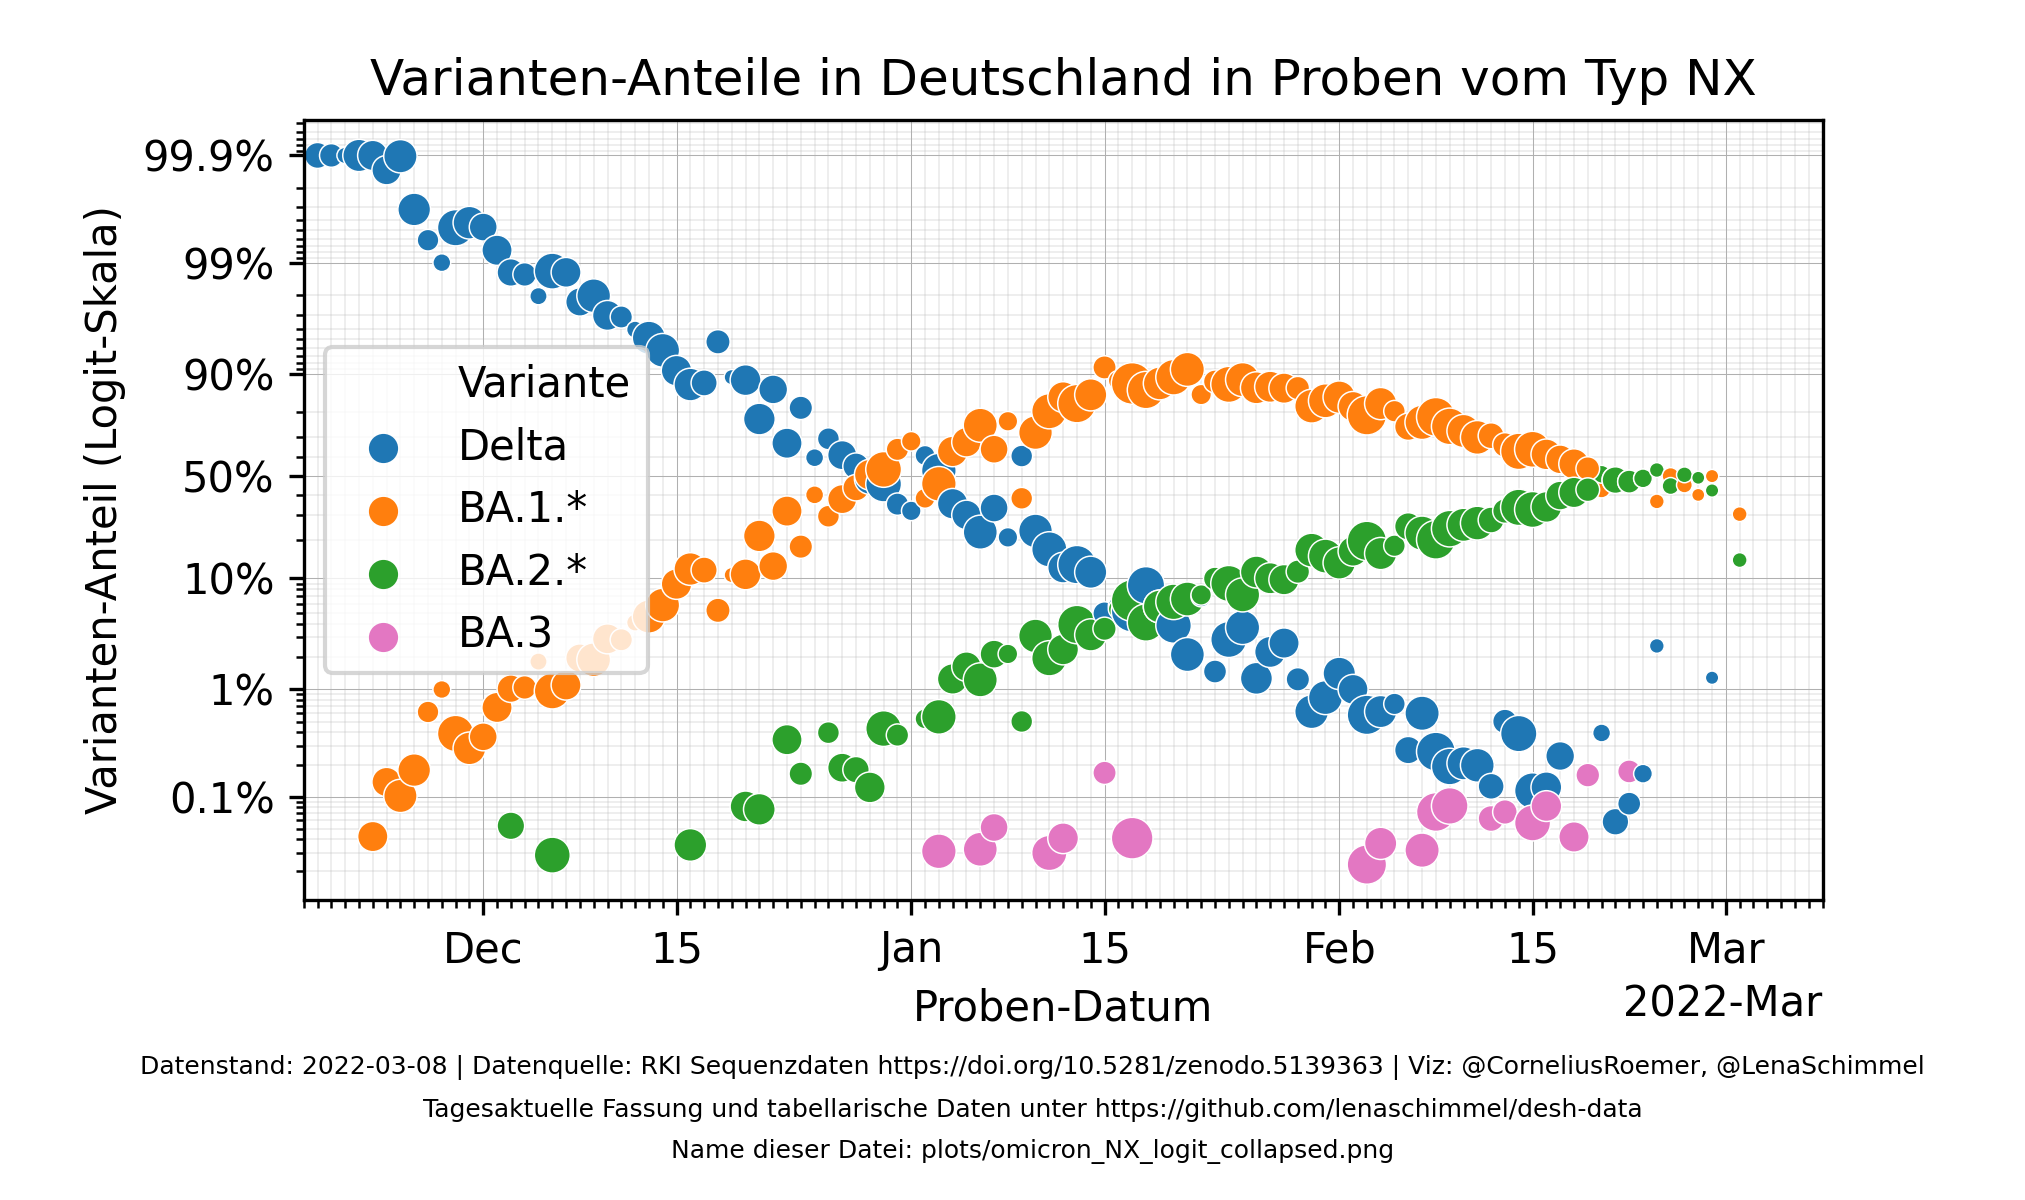 Varianten-Anteile in Deutschland in Proben vom Typ NX
Varianten-Anteil (Logit-Skala)
99.9%
99%
90%
50%
10%
1%
0.1%
Variante
Delta
BA.1.*
BA.2.*
BA.3
Dec
15
Jan
15
Feb
15
Mar
Proben-Datum
2022-Mar
Datenstand: 2022-03-08 | Datenquelle: RKI Sequenzdaten https://doi.org/10.5281/zenodo.5139363 | Viz: @CorneliusRoemer, @LenaSchimmel
Tagesaktuelle Fassung und tabellarische Daten unter https://github.com/lenaschimmel/desh-data
Name dieser Datei: plots/omicron_NX_logit_collapsed.png